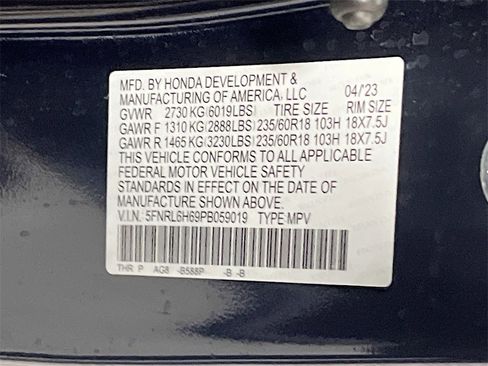 MFD. BY HONDA DEVELOPMENT &
MANUFACTURING OF AMERICA, LLC 04/'23
GVWR 2730 KG (6019LBS) TIRE SIZE RIM SIZE
GAWR F 1310 KG (2888LBS) 235/60R18 103H 18X7.5J
GAWR R 1465 KG (3230LBS) 235/60R18 103H 18X7.5J
THIS VEHICLE CONFORMS TO ALL APPLICABLE
FEDERAL MOTOR VEHICLE SAFETY
STANDARDS IN EFFECT ON THE DATE OF
MANUFACTURE SHOWN ABOVE.
V.I.N.: 5FNRL6H69PB059019 TYPE MPV
THR P AG8 -B588P -B -B